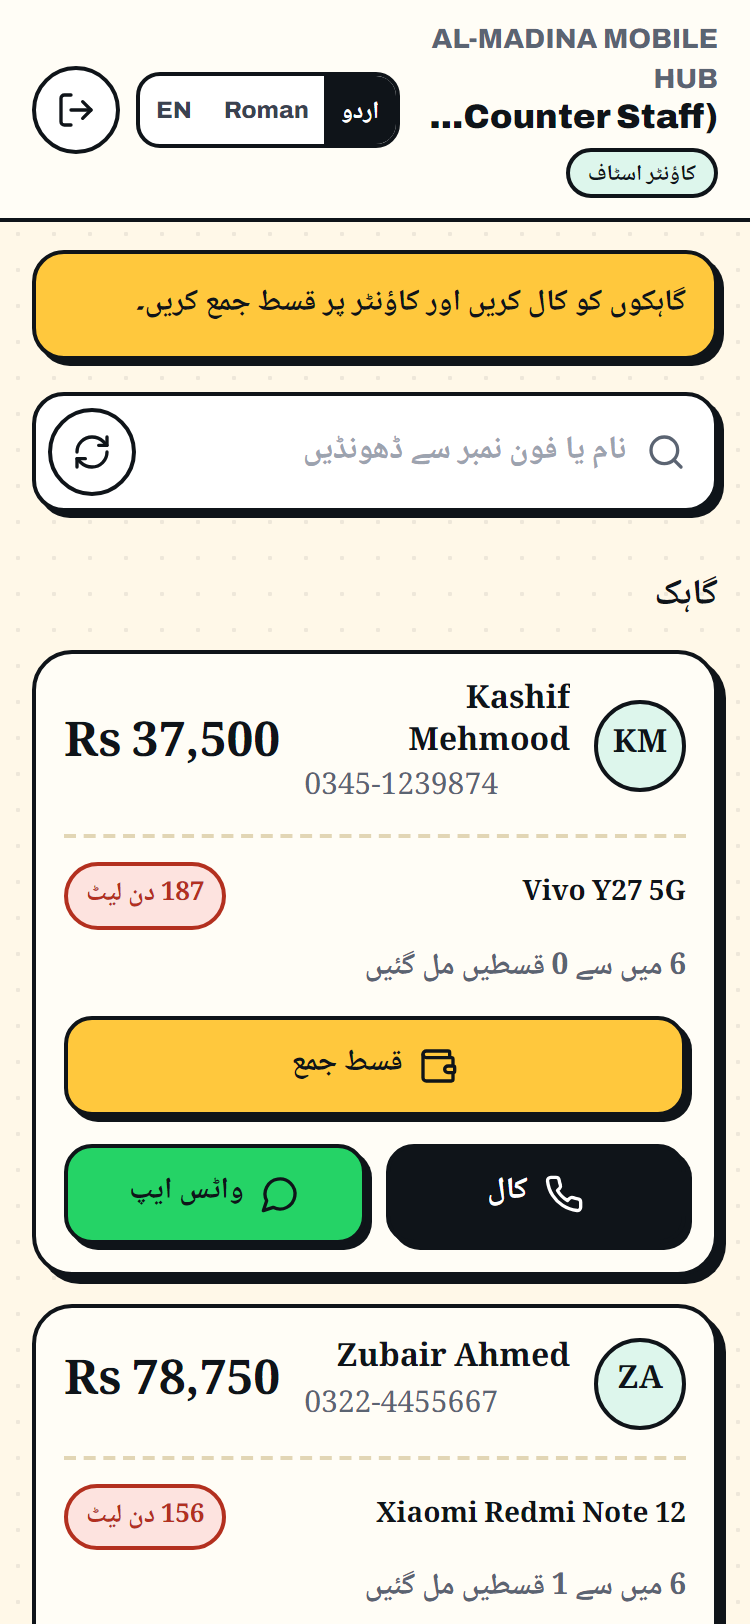 AL-MADINA MOBILE
HUB
...Counter Staff)
کاؤنٹر اسٹاف
اردو
Roman
EN
گاہکوں کو کال کریں اور کاؤنٹر پر قسط جمع کریں۔
نام یا فون نمبر سے ڈھونڈیں
گاہک
KM
Kashif
Mehmood
0345-1239874
Rs 37,500
Vivo Y27 5G
187 دن لیٹ
6 میں سے 0 قسطیں مل گئیں
قسط جمع
کال
واٹس ایپ
ZA
Zubair Ahmed
0322-4455667
Rs 78,750
Xiaomi Redmi Note 12
156 دن لیٹ
6 میں سے 1 قسطیں مل گئیں